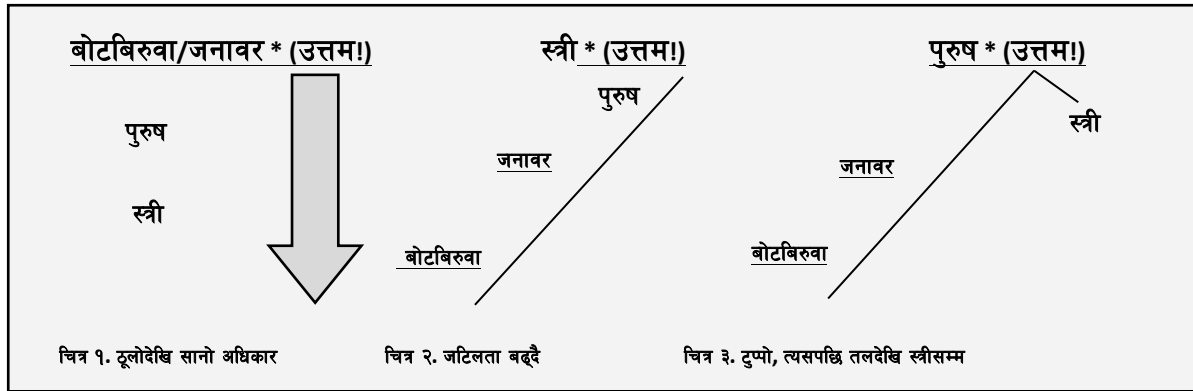 बोटबिरुवा/जनावर * (उत्तम!)
पुरुष
स्त्री
चित्र १. ठूलोदेखि सानो अधिकार
स्त्री * (उत्तम!)
पुरुष
जनावर
बोटबिरुवा
चित्र २. जटिलता बढ्दै
पुरुष * (उत्तम!)
स्त्री
जनावर
बोटबिरुवा
चित्र ३. टुप्पो, त्यसपछि तलदेखि स्त्रीसम्म